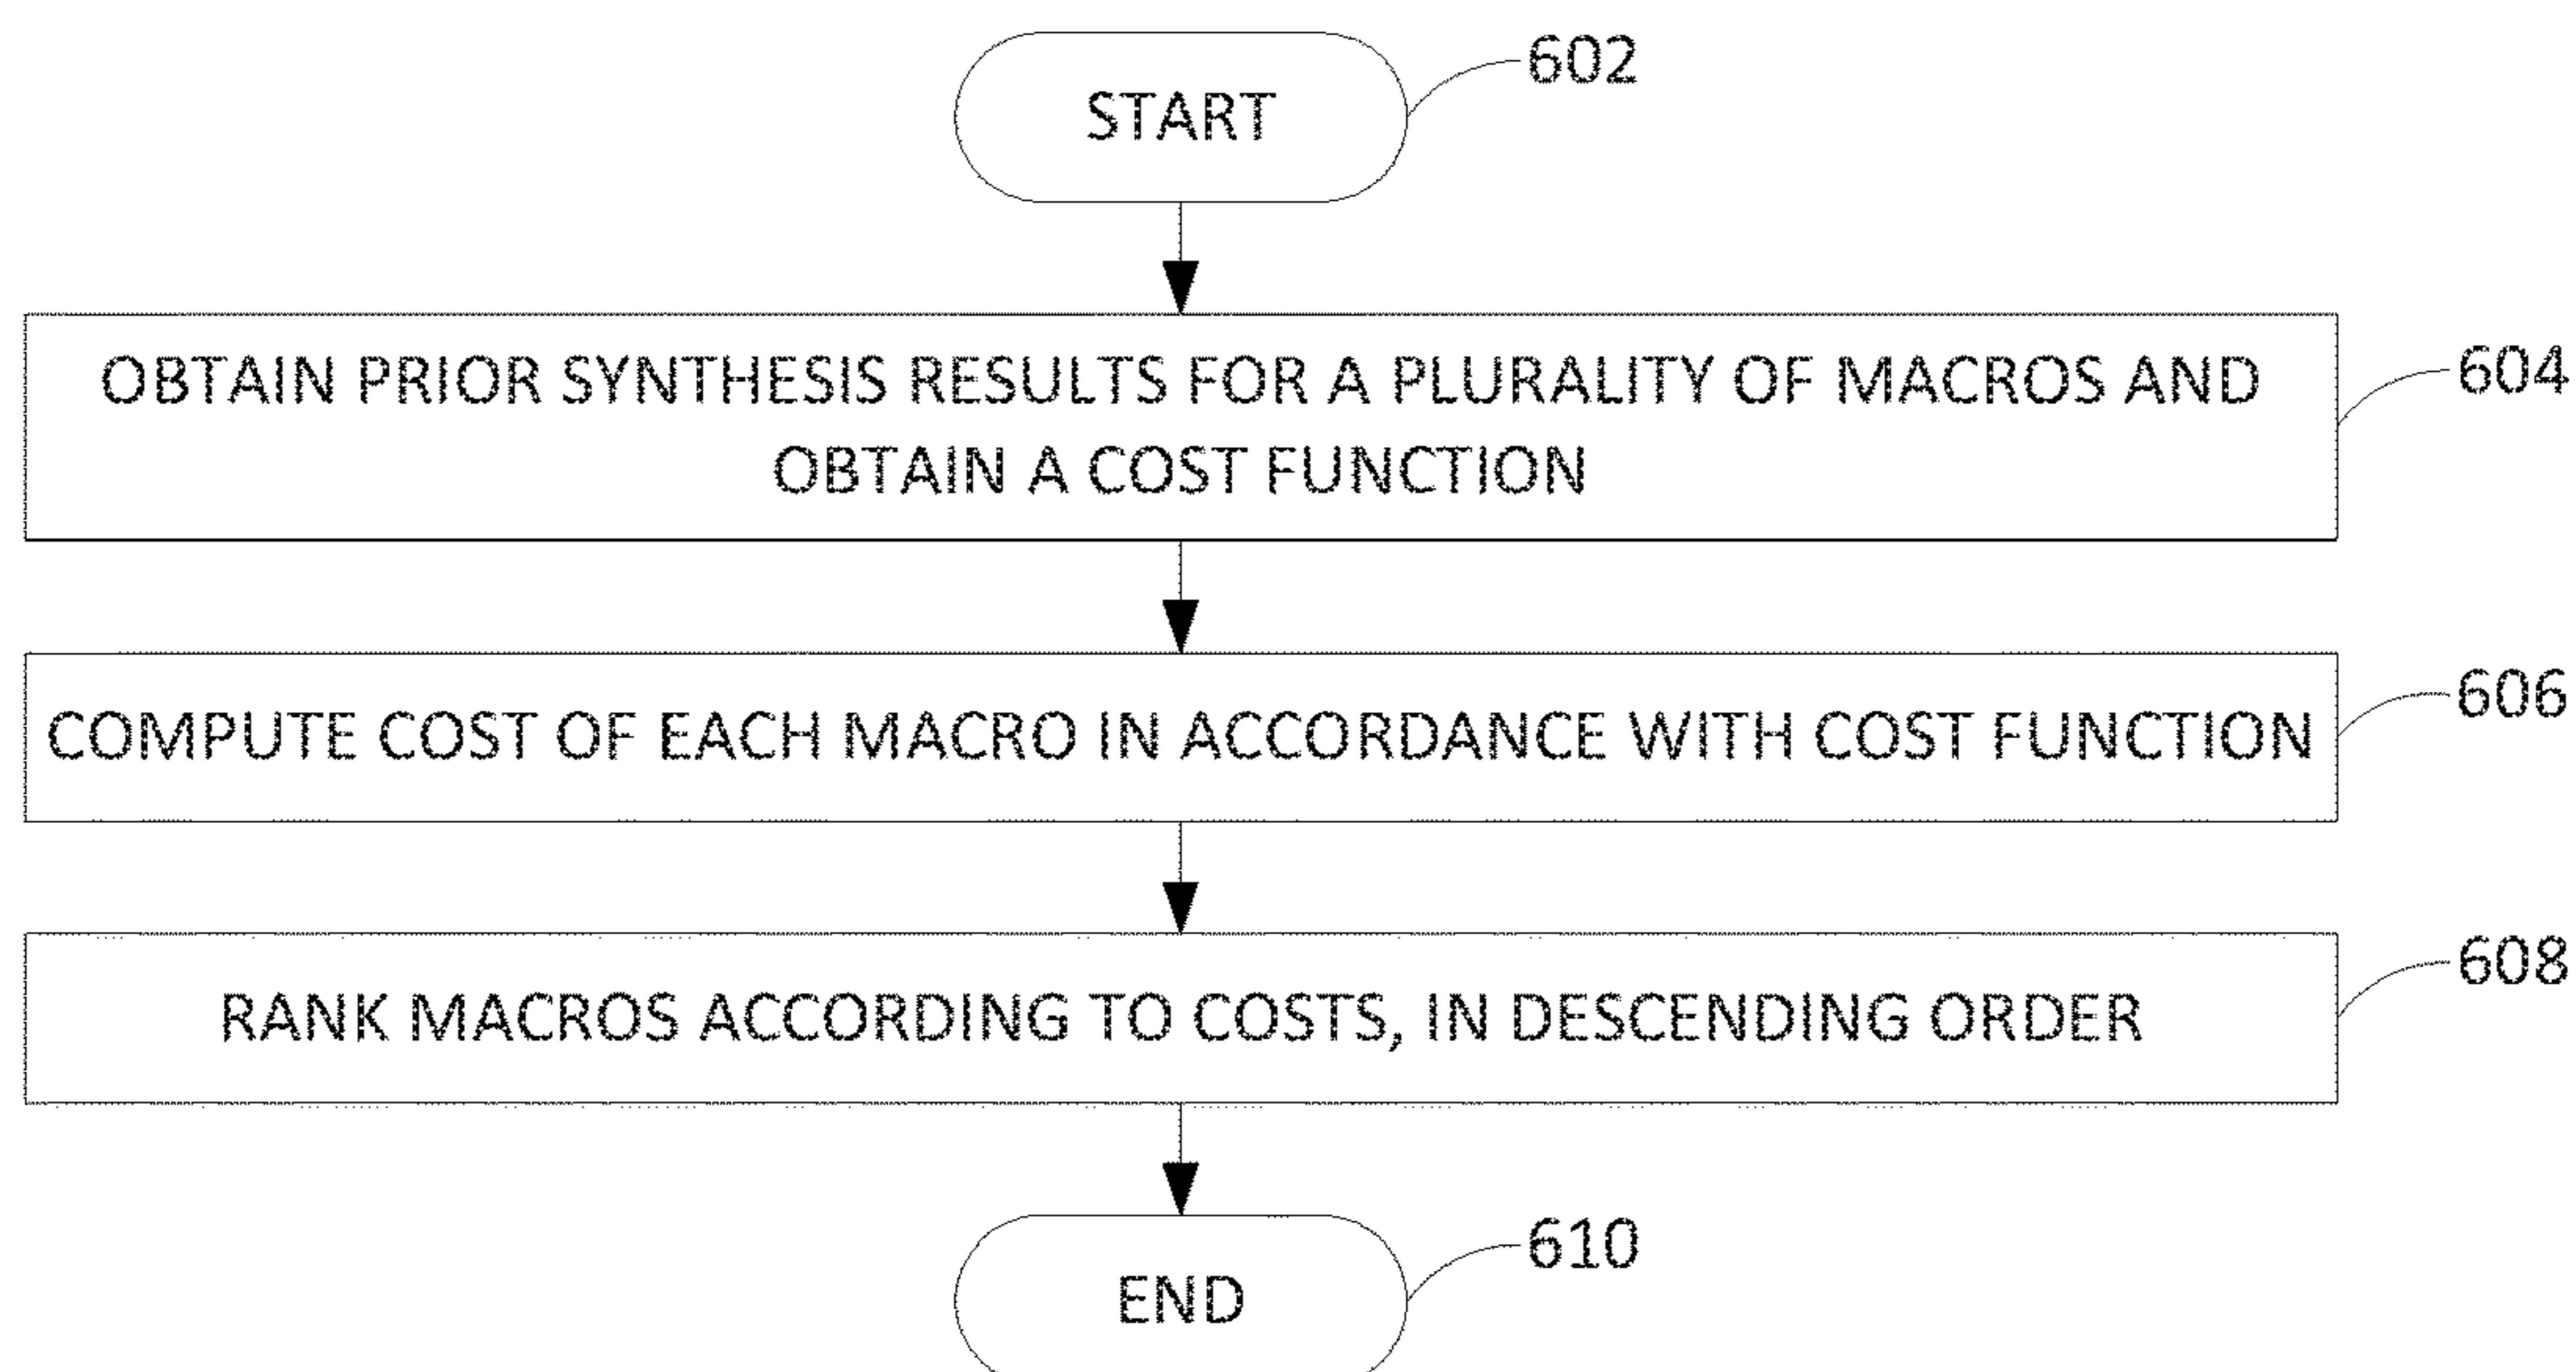 START
602
OBTAIN PRIOR SYNTHESIS RESULTS FOR A PLURALITY OF MACROS AND
OBTAIN A COST FUNCTION
604
COMPUTE COST OF EACH MACRO IN ACCORDANCE WITH COST FUNCTION
606
RANK MACROS ACCORDING TO COSTS, IN DESCENDING ORDER
608
END
610